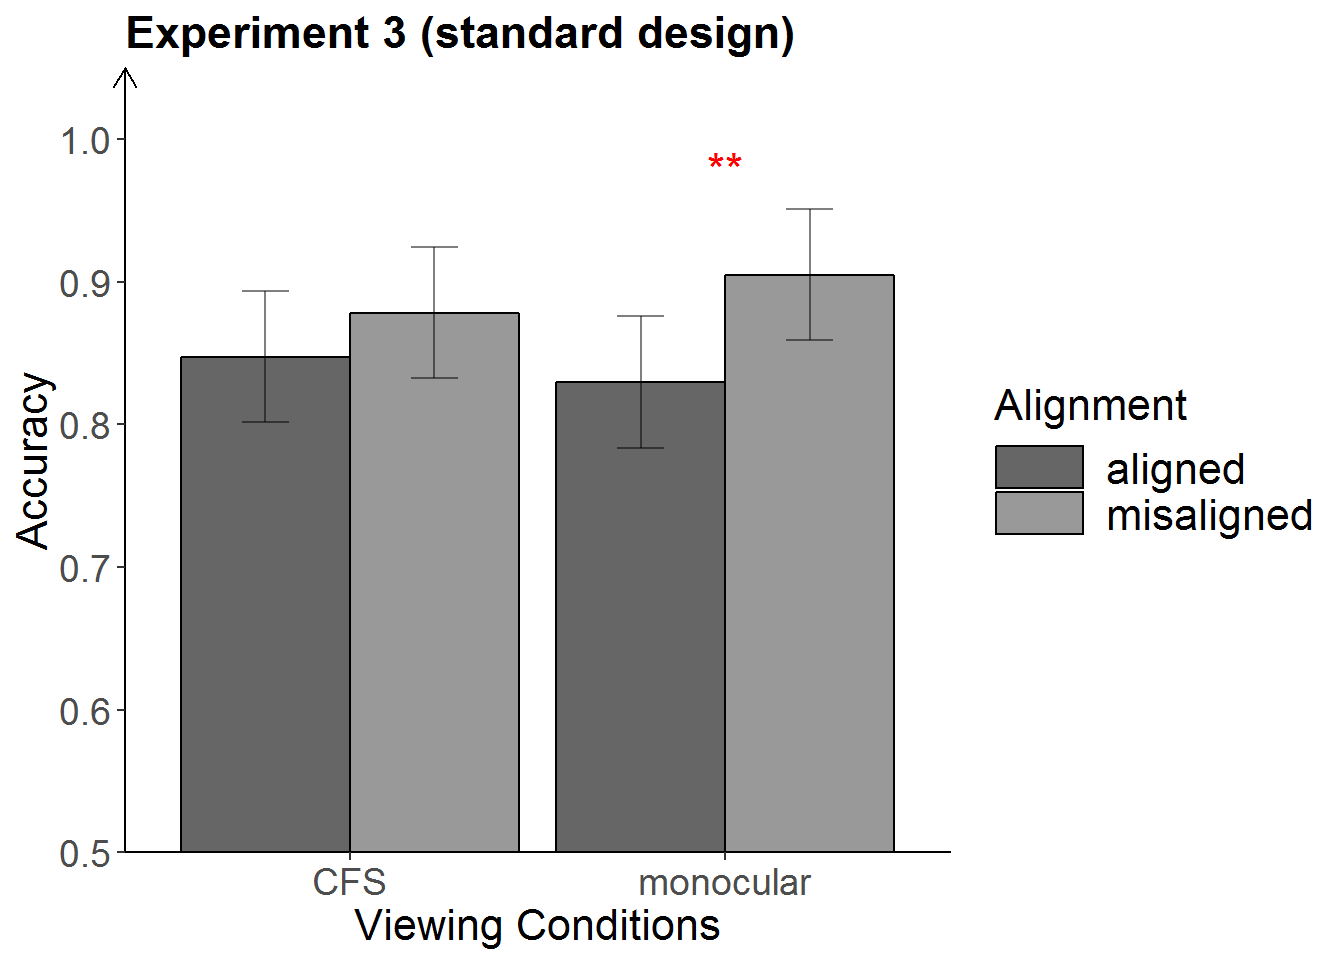 Experiment 3 (standard design)
1.0
0.9
0.8
0.7
0.6
0.5
Accuracy
**
CFS
monocular
Viewing Conditions
Alignment
aligned
misaligned